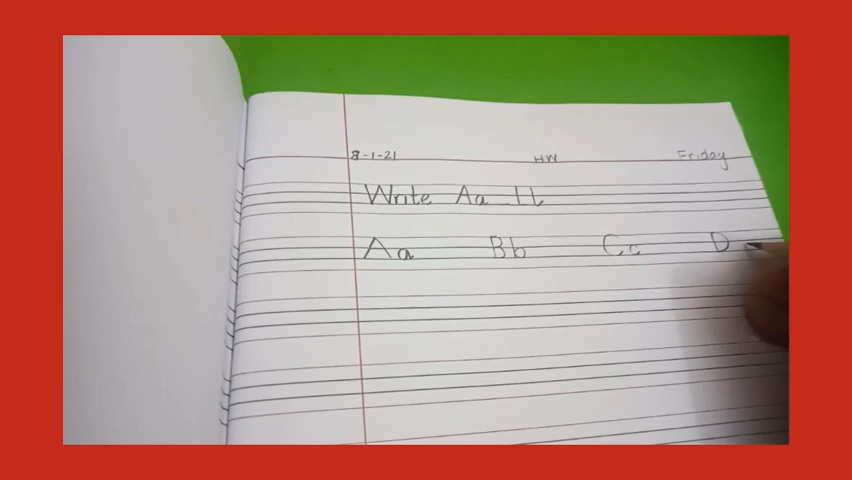 8-1-21 HW Friday
Write Aa - Ll
Aa Bb Cc D